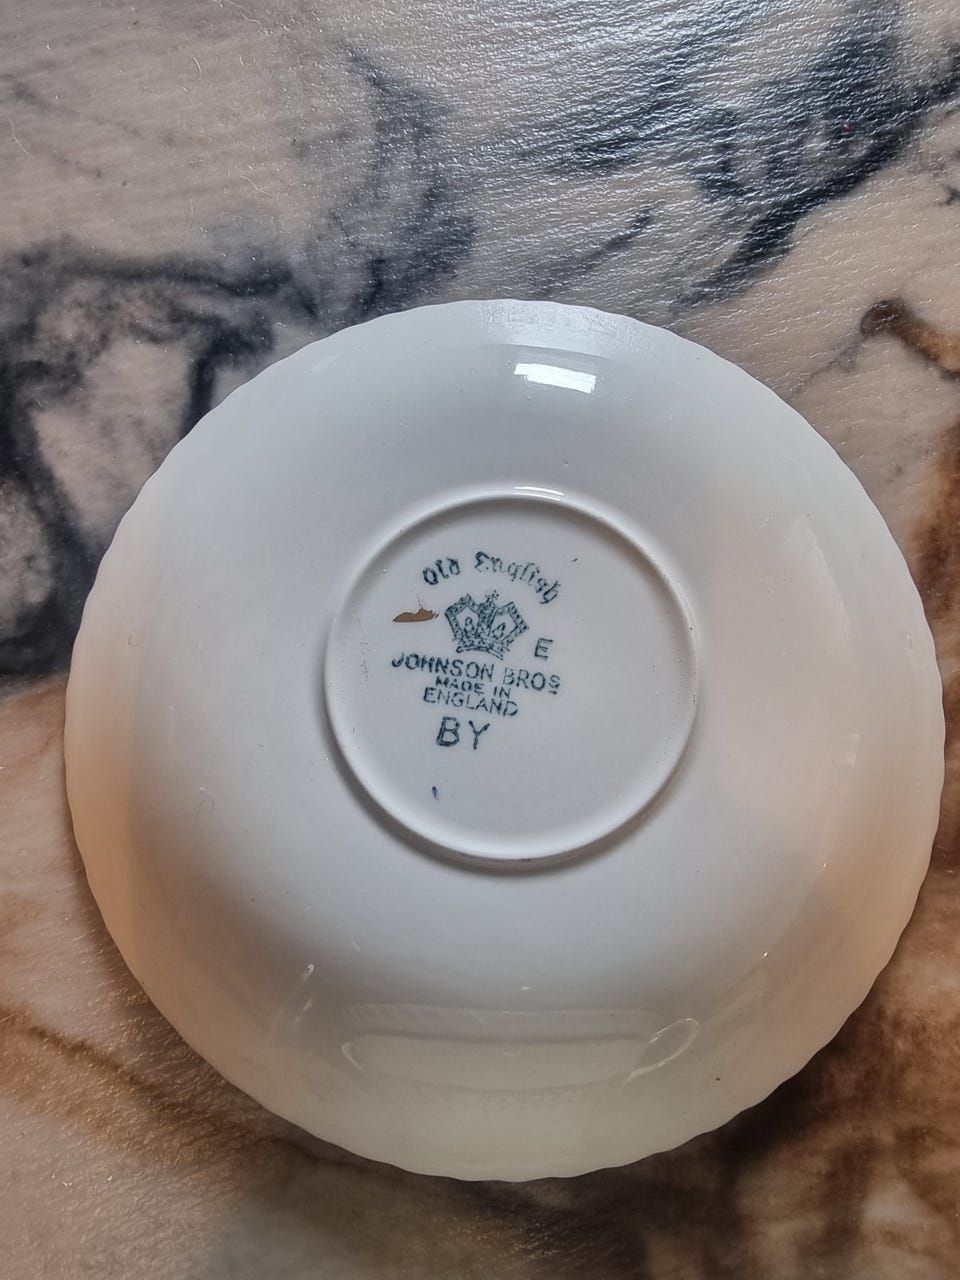 Old English
E
JOHNSON BROS
MADE IN
ENGLAND
BY